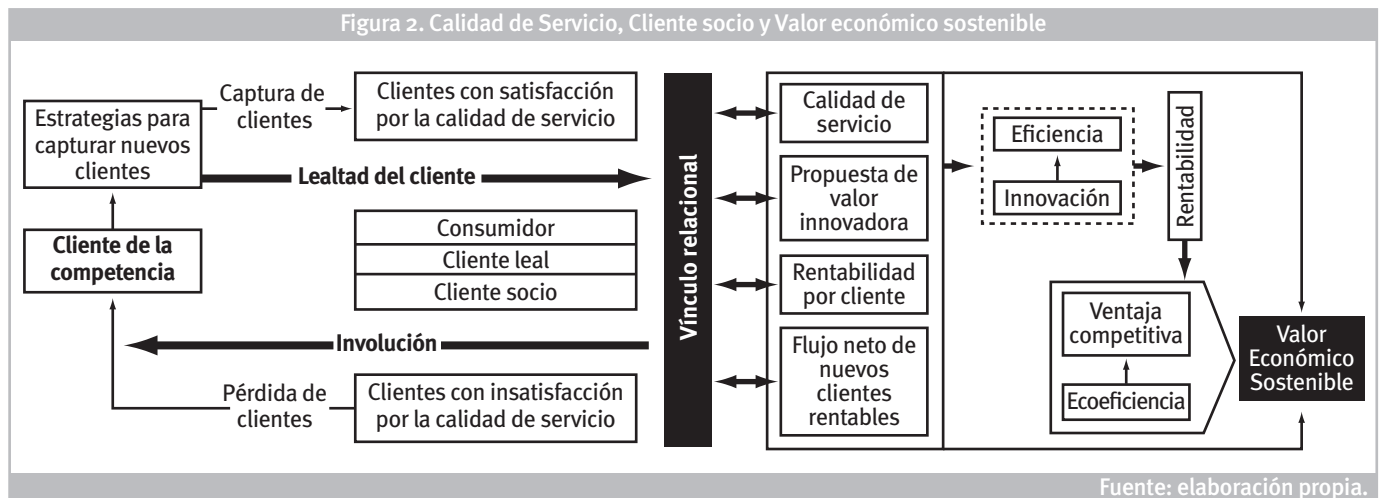 Figura 2. Calidad de Servicio, Cliente socio y Valor económico sostenible
Estrategias para
capturar nuevos
clientes
Captura de
clientes
Clientes con satisfacción
por la calidad de servicio
Lealtad del cliente
Cliente de la
competencia
Consumidor
Cliente leal
Cliente socio
Involución
Pérdida de
clientes
Clientes con insatisfacción
por la calidad de servicio
Vínculo relacional
Calidad de
servicio
Propuesta de
valor
innovadora
Rentabilidad
por cliente
Flujo neto de
nuevos
clientes
rentables
Eficiencia
Innovación
Rentabilidad
Ventaja
competitiva
Ecoeficiencia
Valor
Económico
Sostenible
Fuente: elaboración propia.